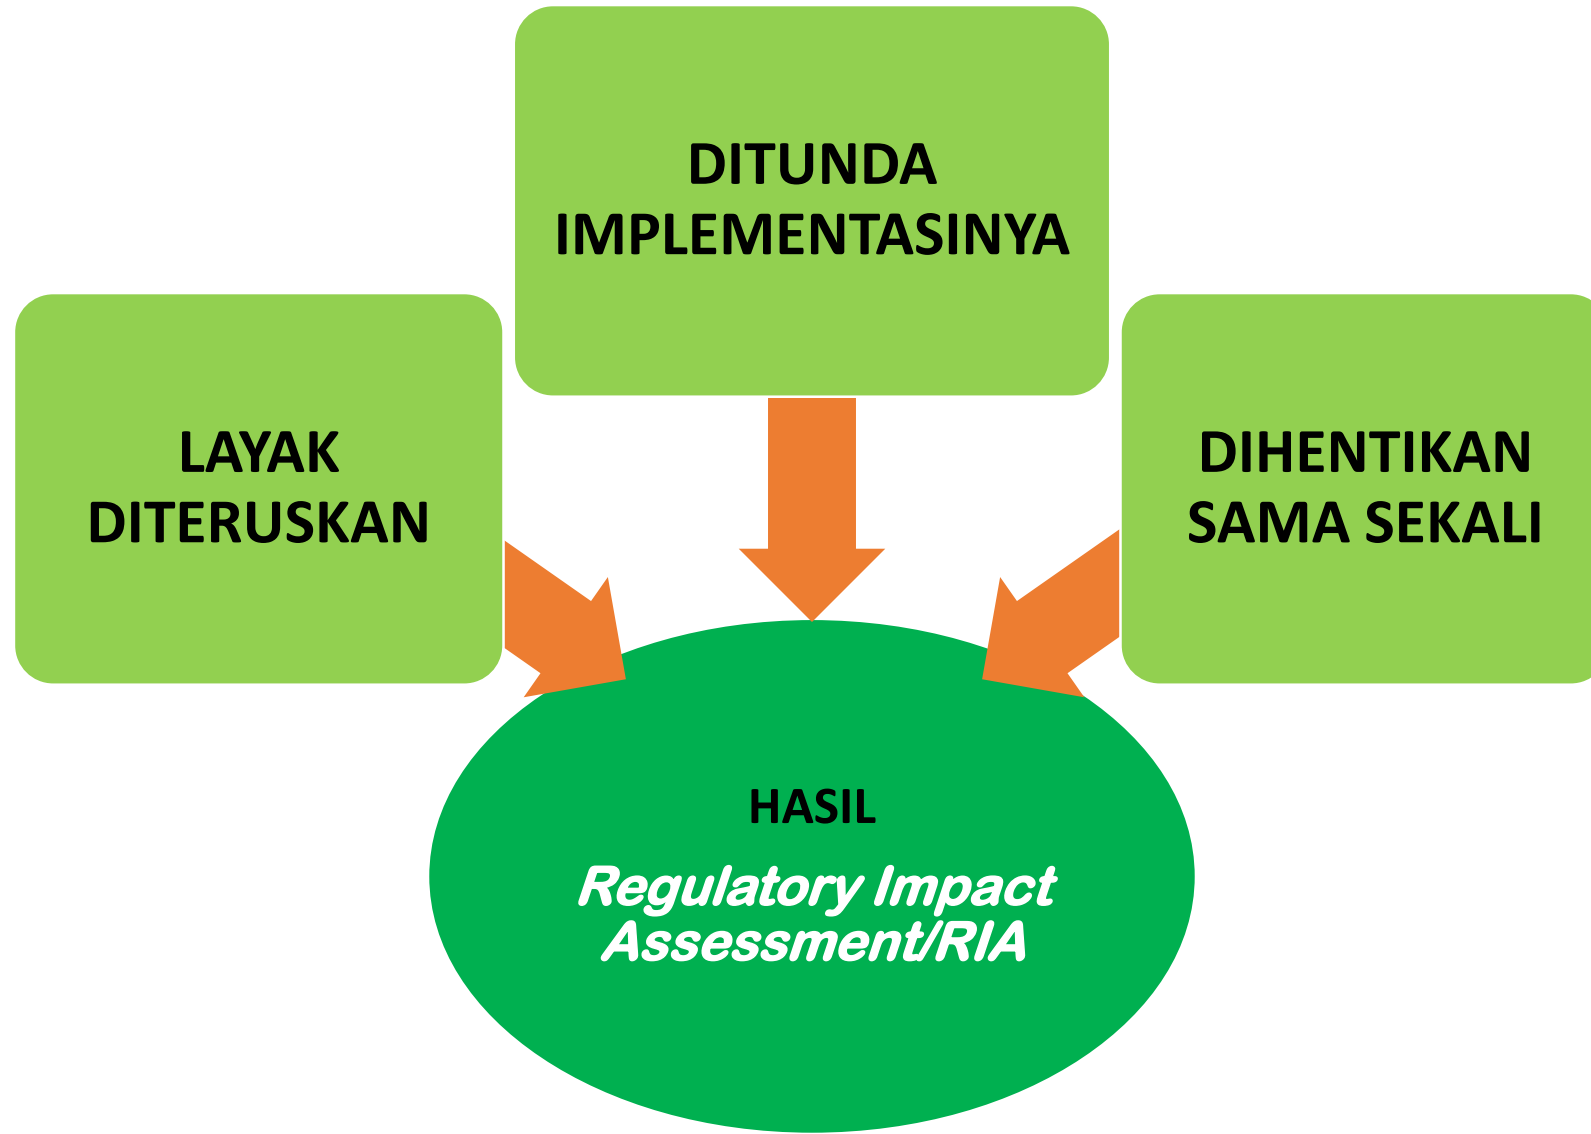 DITUNDA
IMPLEMENTASINYA
LAYAK
DITERUSKAN
DIHENTIKAN
SAMA SEKALI
HASIL
Regulatory Impact
Assessment/RIA